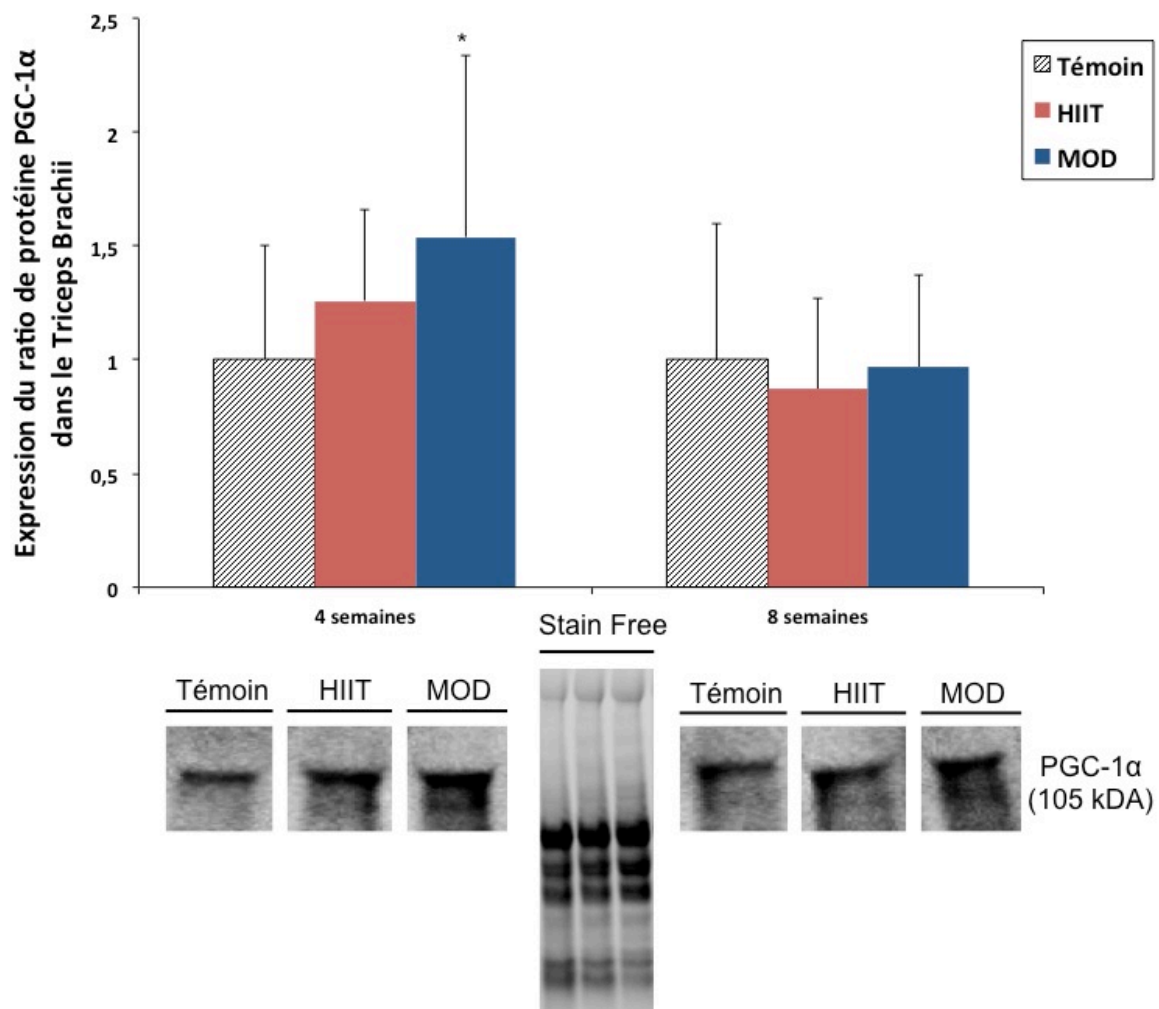 Expression du ratio de protéine PGC-1α
dans le Triceps Brachii
2,5
2
1,5
1
0,5
0
*
Témoin
HIIT
MOD
4 semaines
8 semaines
Stain Free
Témoin
HIIT
MOD
Témoin
HIIT
MOD
PGC-1α
(105 kDA)